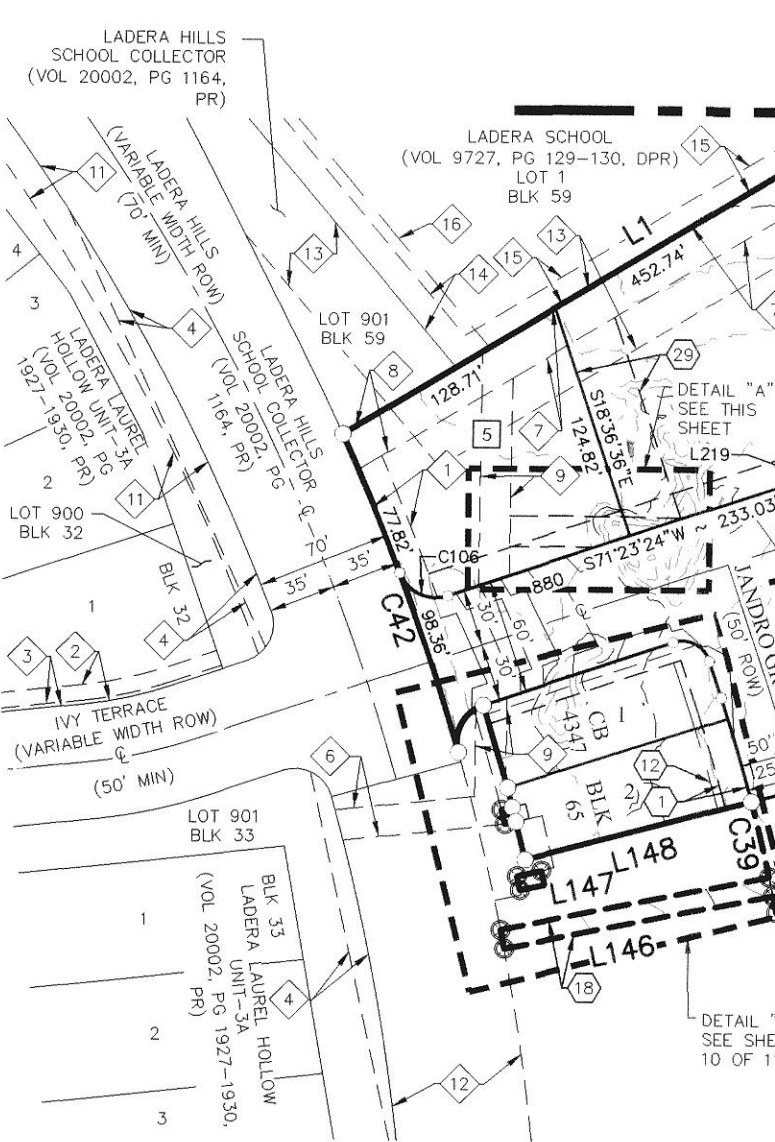 LADERA HILLS
SCHOOL COLLECTOR
(VOL 20002, PG 1164,
PR)
LADERA SCHOOL
(VOL 9727, PG 129-130, DPR)
LOT 1
BLK 59
15
11
LADERA HILLS
(VARIABLE WIDTH ROW)
(70' MIN)
16
13
L1
452.74'
13
14
15
4
3
4
LOT 901
BLK 59
8
128.71'
29
LADERA LAUREL
HOLLOW UNIT-3A
(VOL 20002, PG
1927-1930, PR)
LADERA HILLS
SCHOOL COLLECTOR
(VOL 20002, PG
1164, PR)
S18°36'36"E
124.82'
DETAIL "A"
SEE THIS
SHEET
L219
5
7
2
11
1
9
LOT 900
BLK 32
77.82'
233.03'
70'
35'
35'
C106
S71°23'24"W ~
880
BLK 32
1
4
C42
98.36'
30'
60'
30'
JANDRO GR
(50' ROW)
3
2
IVY TERRACE
(VARIABLE WIDTH ROW)
(50' MIN)
6
9
CB
4347
1
BLK
65
2
12
1
50'
25
LOT 901
BLK 33
C39
L148
L147
1
BLK 33
LADERA LAUREL HOLLOW
UNIT-3A
(VOL 20002, PG 1927-1930,
PR)
4
L146
18
2
DETAIL "
SEE SHE
10 OF 1
12
3